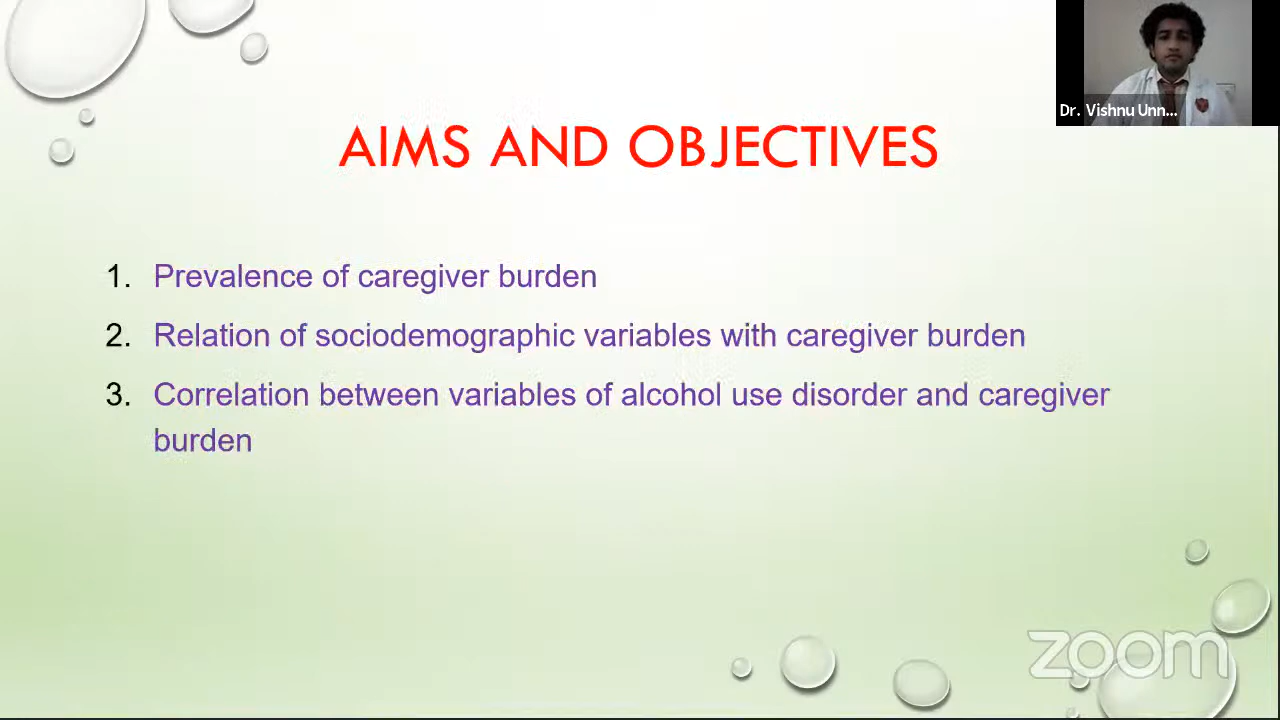 Dr. Vishnu Unn...
AIMS AND OBJECTIVES
1. Prevalence of caregiver burden
2. Relation of sociodemographic variables with caregiver burden
3. Correlation between variables of alcohol use disorder and caregiver
burden
zoom